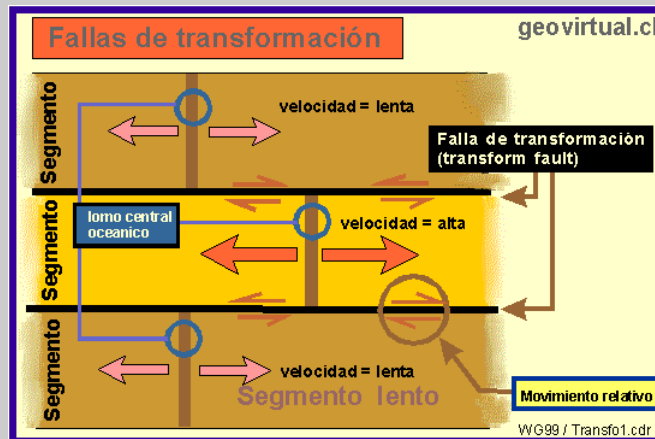 Fallas de transformación
geovirtual.cl
Segmento
velocidad = lenta
Falla de transformación
(transform fault)
Segmento
lomo central
oceanico
velocidad = alta
Segmento
velocidad = lenta
Segmento lento
Movimiento relativo
WG99 / Transfo1.cdr